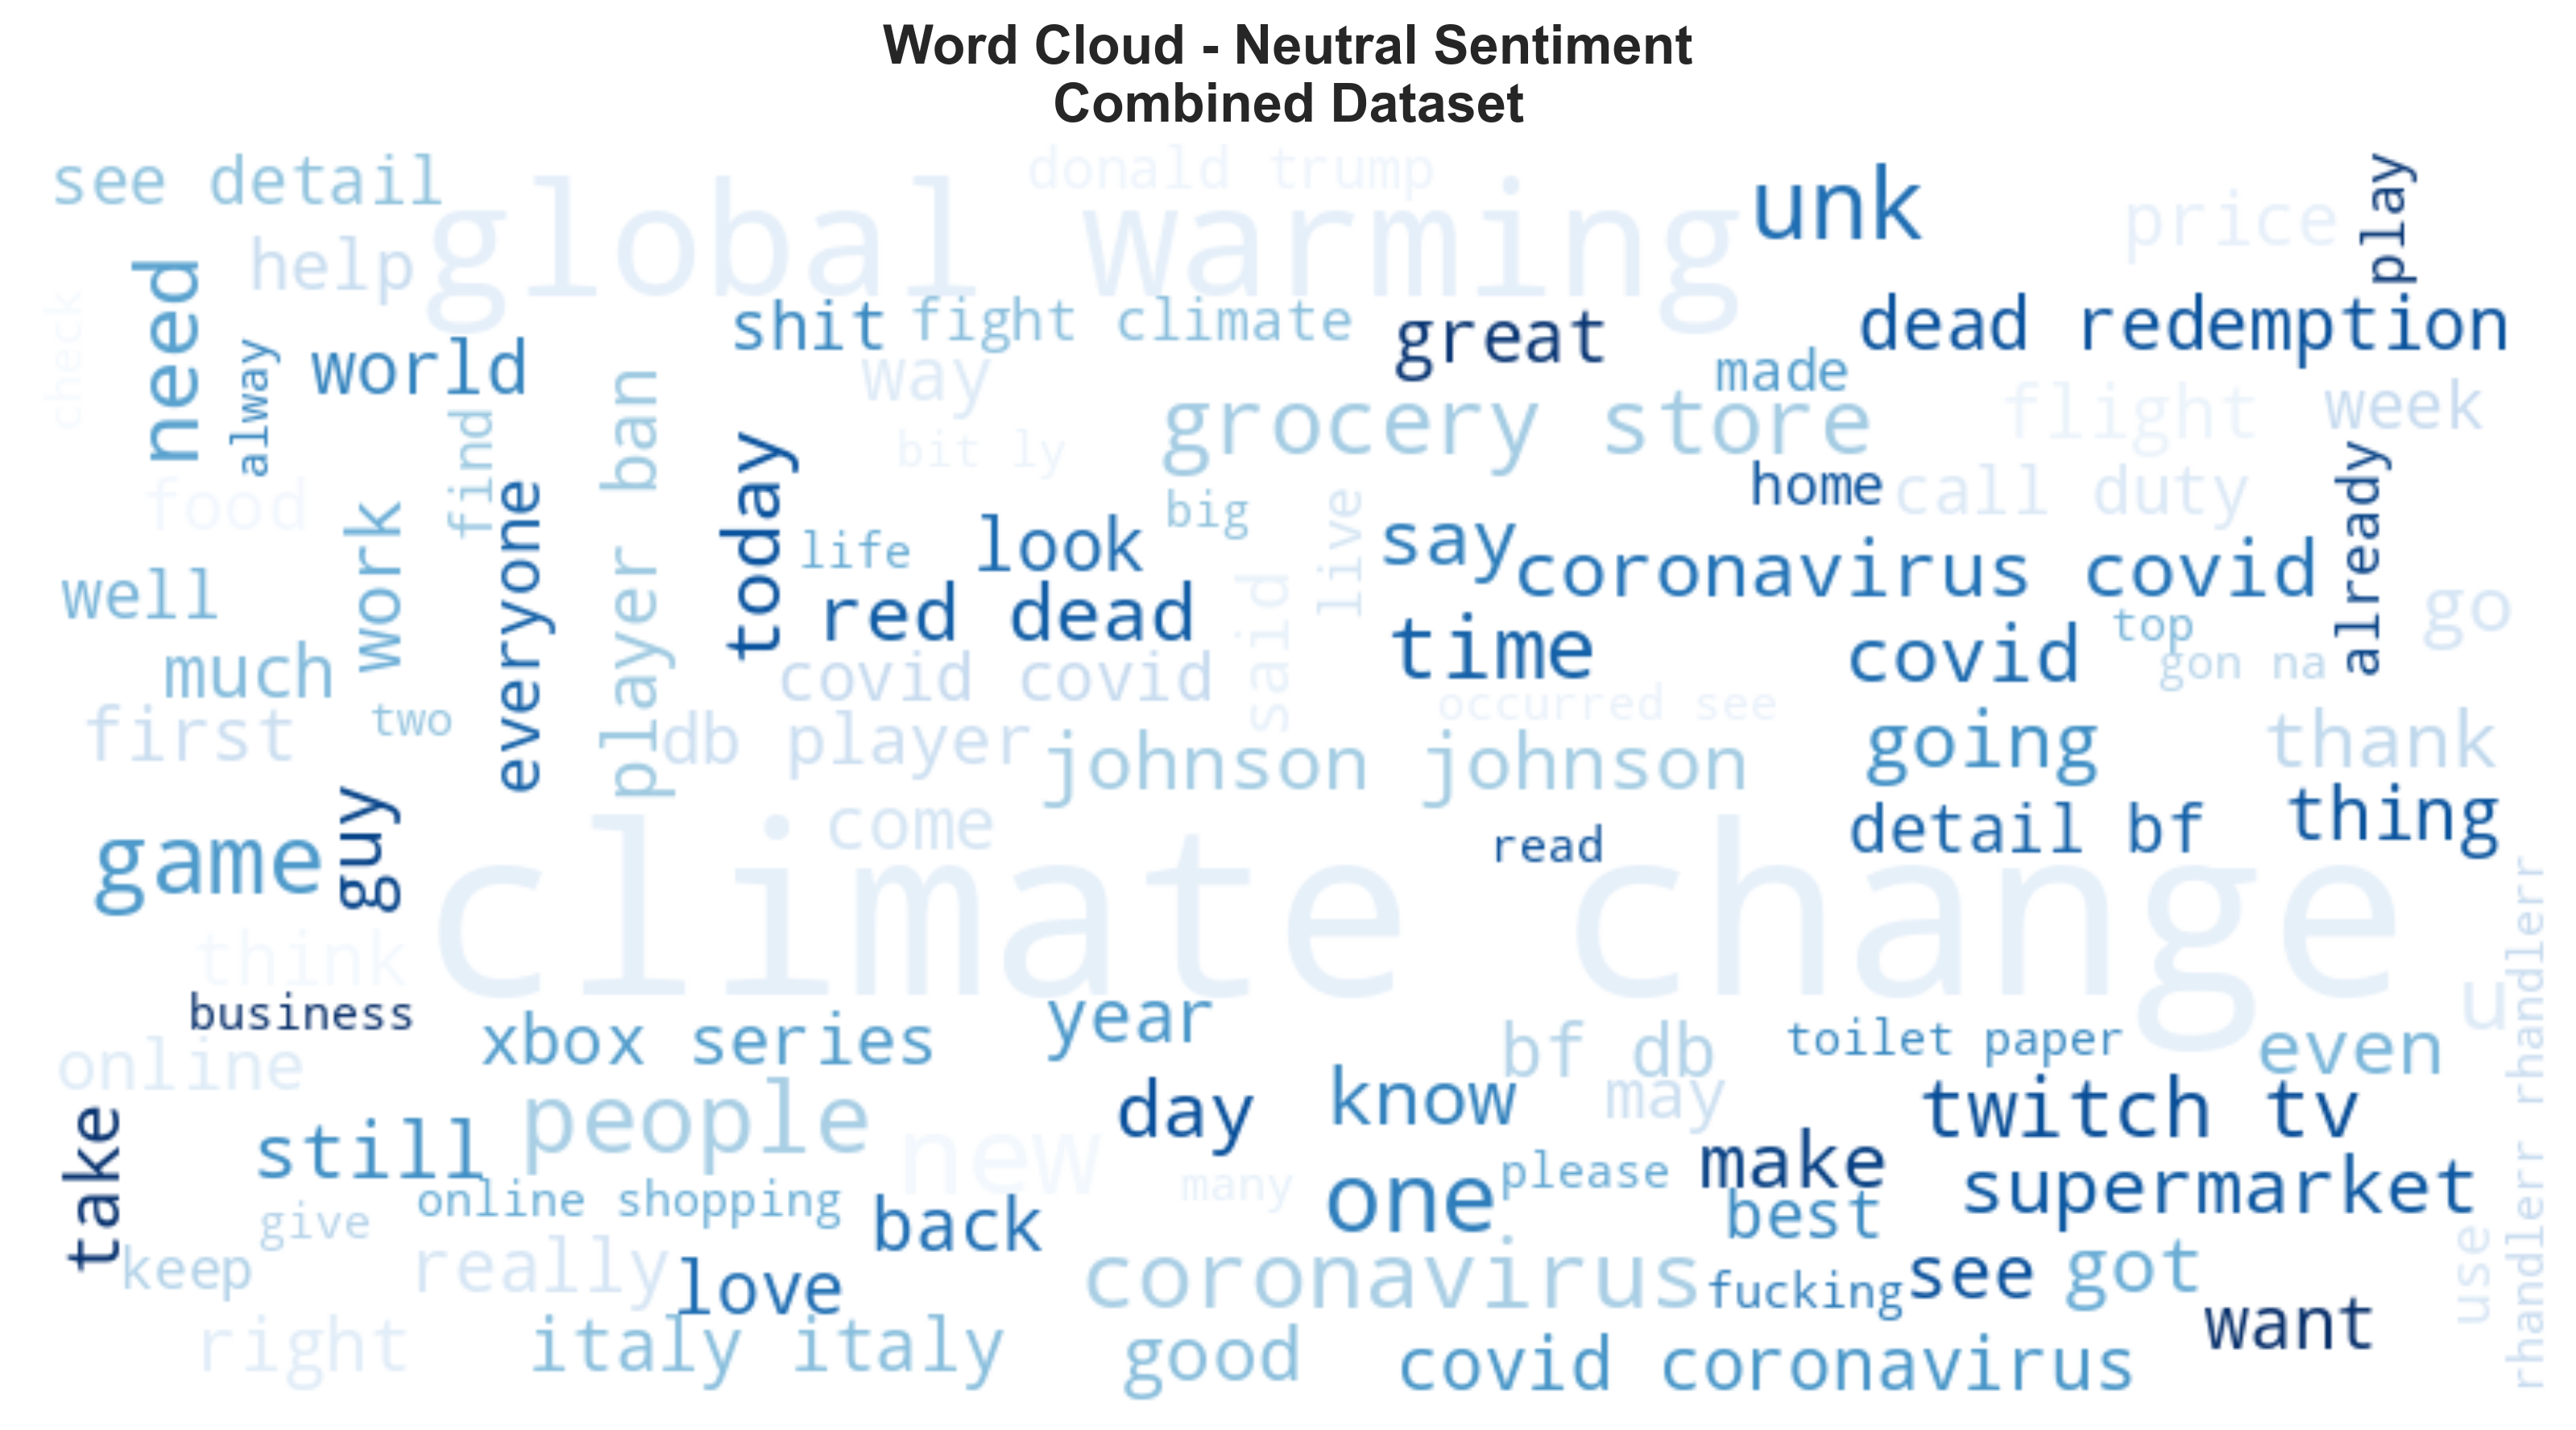 Word Cloud - Neutral Sentiment
Combined Dataset
see detail
donald trump
unk
play
price
global warming
help
need
check
shit
fight climate
great
dead redemption
alway
world
way
made
find
player ban
grocery store
flight
week
today
bit ly
already
food
home
call duty
work
everyone
life
look
big
live
say
coronavirus covid
well
red dead
said
time
covid
top
go
much
covid covid
gon na
first
two
db player
occurred see
johnson johnson
going
thank
game
guy
come
read
detail bf
thing
climate change
think
business
xbox series
year
bf db
toilet paper
even
u
rhandlerr rhandlerr
online
people
new
day
know
may
twitch tv
take
still
many
one
please
make
supermarket
give
online shopping
back
best
keep
really
love
coronavirus
fucking
see
got
use
right
italy italy
good
covid coronavirus
want